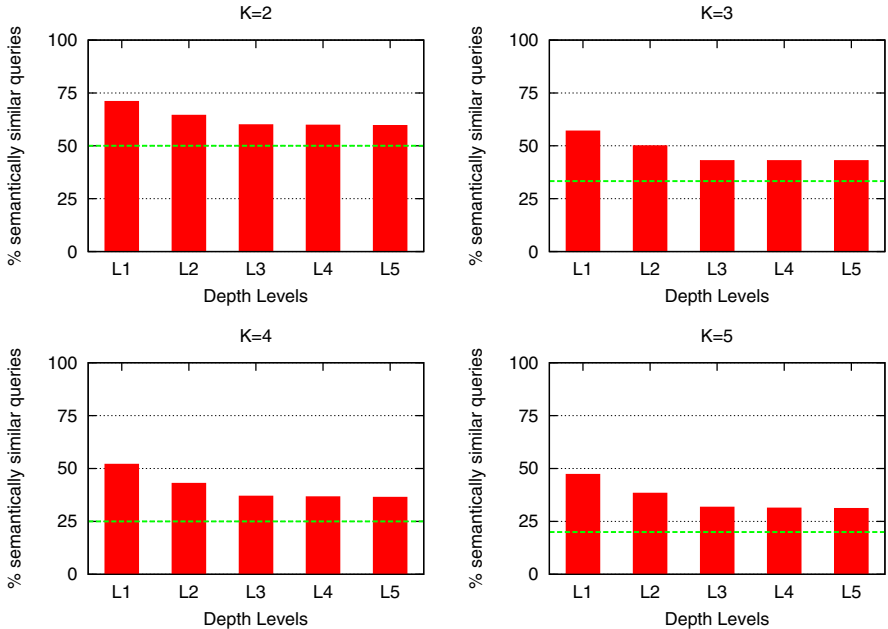 K=2
% semantically similar queries
100
75
50
25
0
L1 L2 L3 L4 L5
Depth Levels
K=3
% semantically similar queries
100
75
50
25
0
L1 L2 L3 L4 L5
Depth Levels
K=4
% semantically similar queries
100
75
50
25
0
L1 L2 L3 L4 L5
Depth Levels
K=5
% semantically similar queries
100
75
50
25
0
L1 L2 L3 L4 L5
Depth Levels